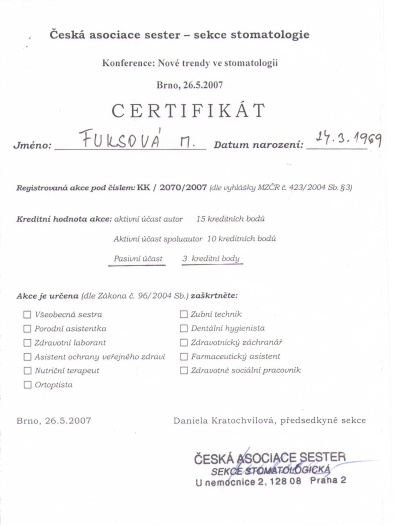 Česká asociace sester – sekce stomatologie
Konference: Nové trendy ve stomatologii
Brno, 26.5.2007
CERTIFIKÁT
Jméno: FUKSOVÁ M. Datum narození: 14.3.1969
Registrovaná akce pod číslem: KK / 2070/2007 (dle vyhlášky MZČR č. 423/2004 Sb. §3)
Kreditní hodnota akce: aktivní účast autor 15 kreditních bodů
Aktivní účast spoluautor 10 kreditních bodů
Pasivní účast 3 kreditní body
Akce je určena (dle Zákona č. 96/2004 Sb.) zaškrtněte:
Všeobecná sestra Zubní technik
Porodní asistentka Dentální hygienista
Zdravotní laborant Zdravotnický záchranář
Asistent ochrany veřejného zdraví Farmaceutický asistent
Nutriční terapeut Zdravotně sociální pracovník
Ortoptista
Brno, 26.5.2007 Daniela Kratochvílová, předsedkyně sekce
ČESKÁ ASOCIACE SESTER
SEKCE STOMATOLOGICKÁ
U nemocnice 2, 128 08 Praha 2